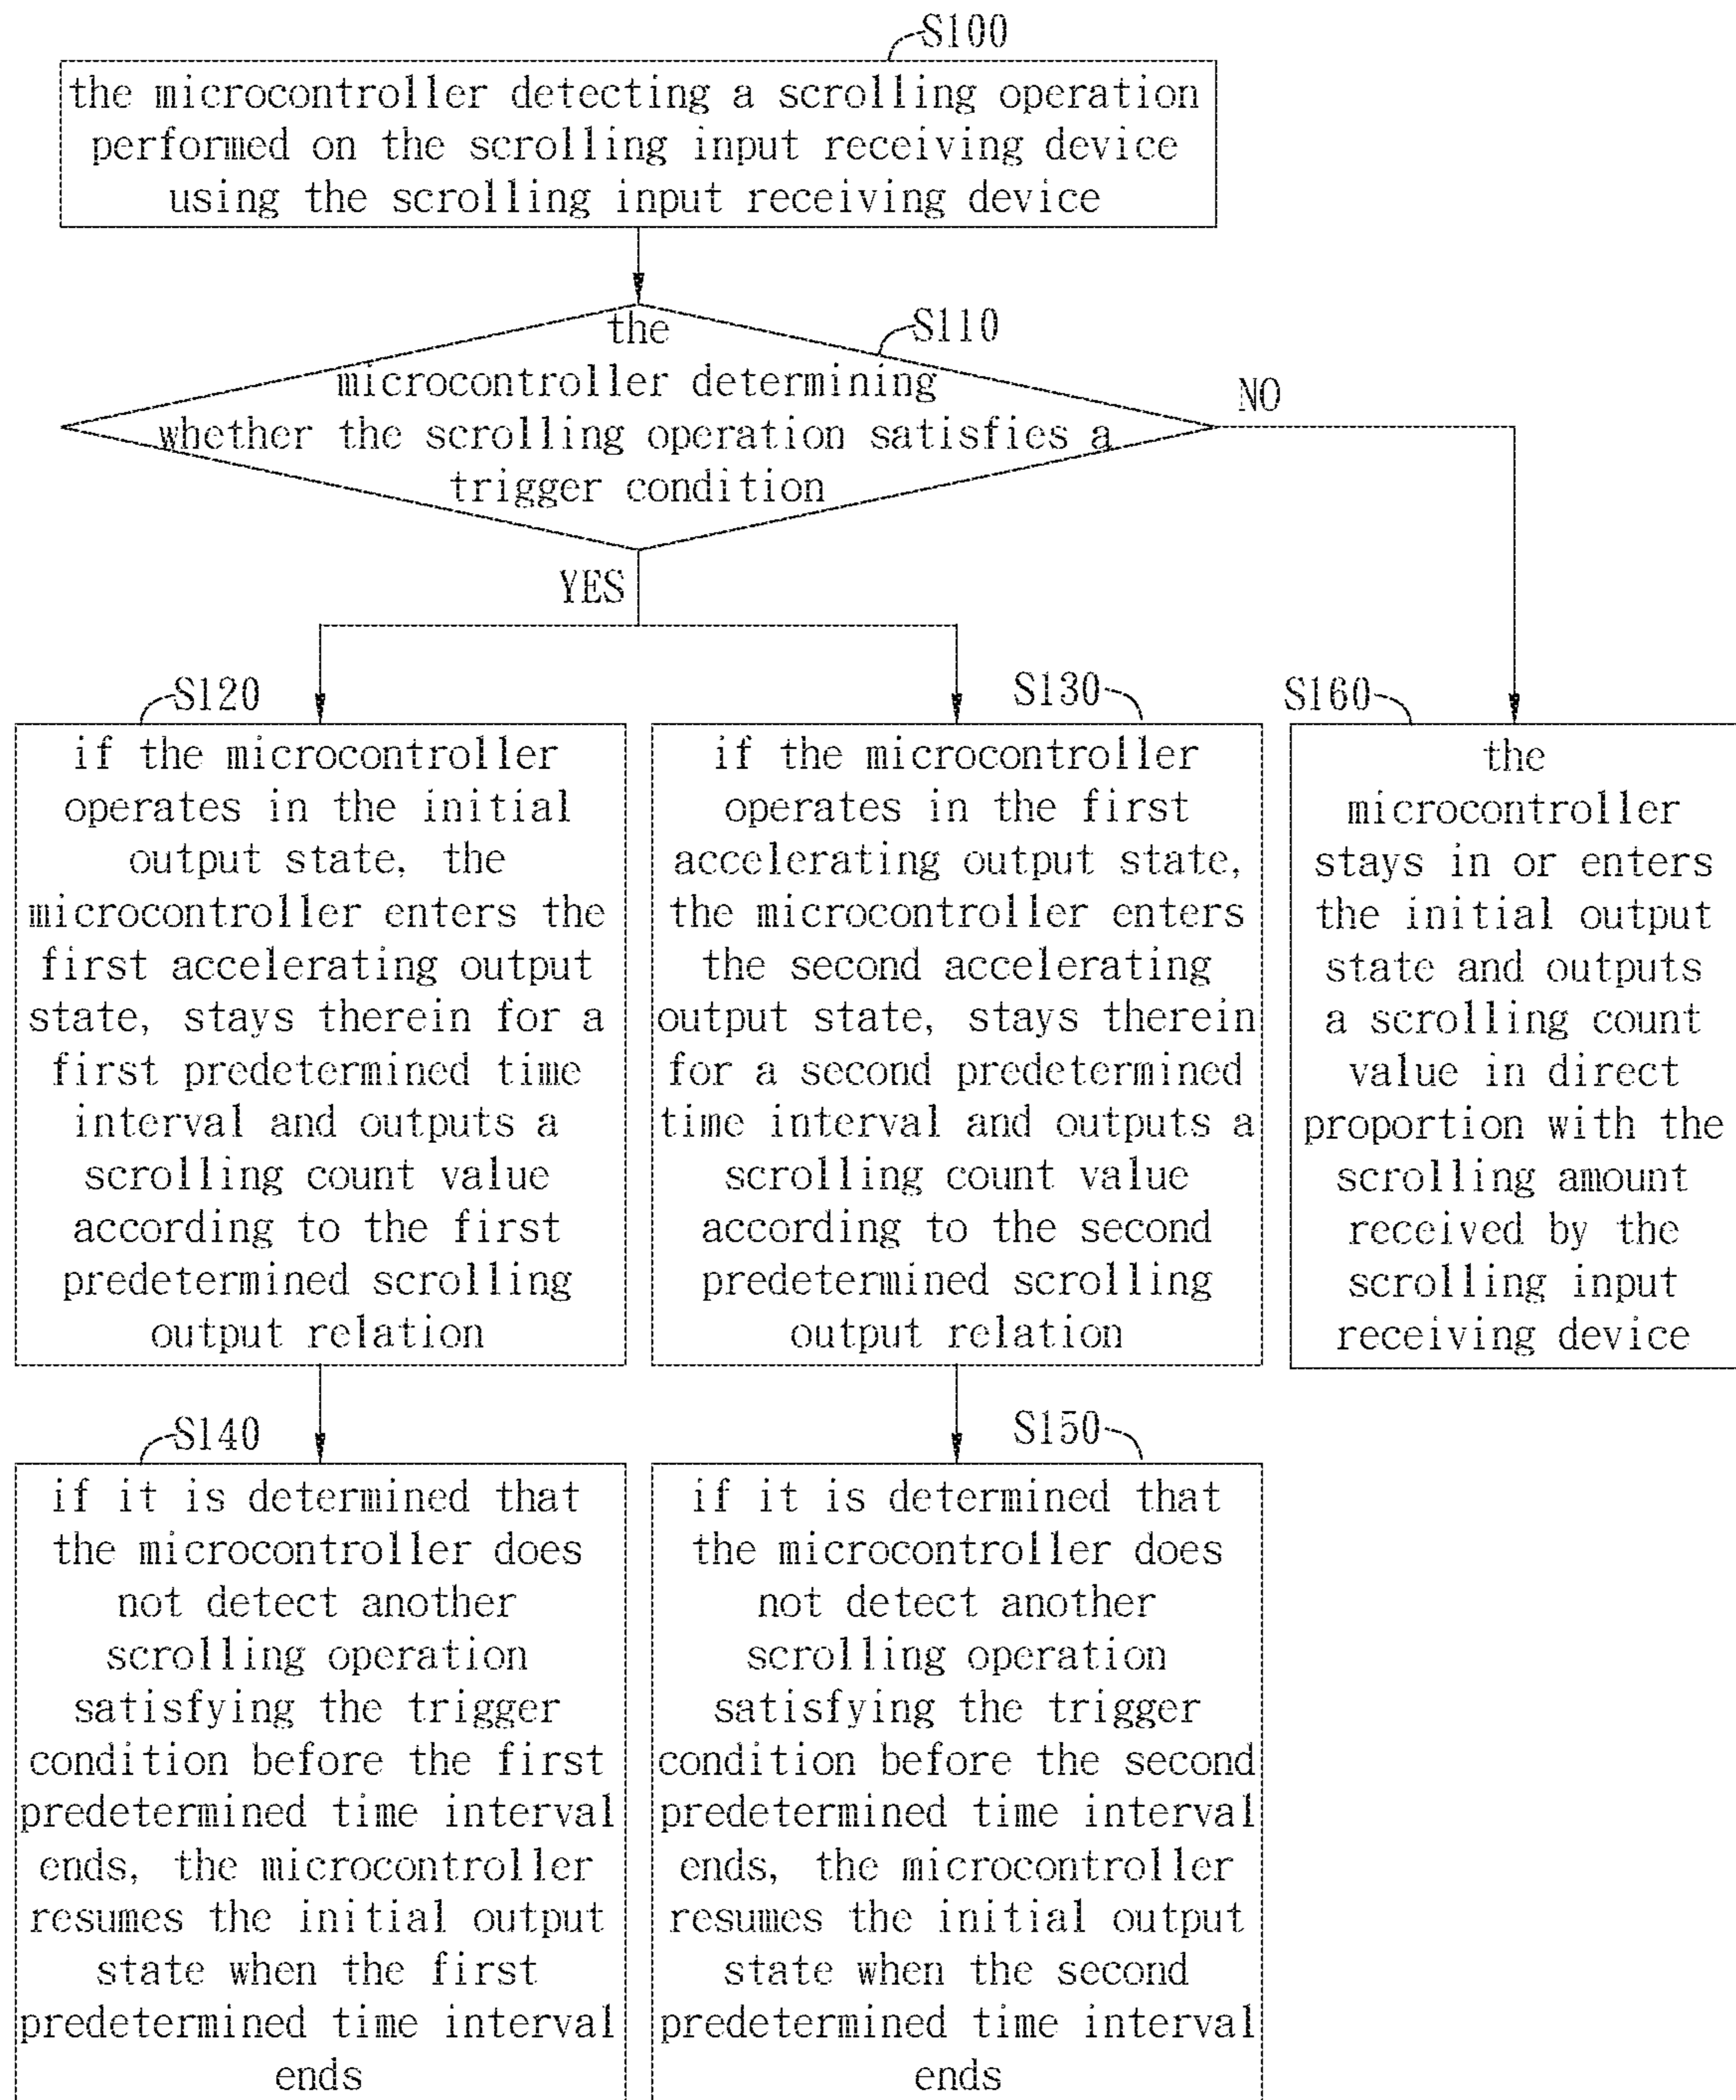 S100
the microcontroller detecting a scrolling operation
performed on the scrolling input receiving device
using the scrolling input receiving device
S110
the
microcontroller determining
whether the scrolling operation satisfies a
trigger condition
NO
YES
S120
if the microcontroller
operates in the initial
output state, the
microcontroller enters the
first accelerating output
state, stays therein for a
first predetermined time
interval and outputs a
scrolling count value
according to the first
predetermined scrolling
output relation
S130
if the microcontroller
operates in the first
accelerating output state,
the microcontroller enters
the second accelerating
output state, stays therein
for a second predetermined
time interval and outputs a
scrolling count value
according to the second
predetermined scrolling
output relation
S160
the
microcontroller
stays in or enters
the initial output
state and outputs
a scrolling count
value in direct
proportion with the
scrolling amount
received by the
scrolling input
receiving device
S140
if it is determined that
the microcontroller does
not detect another
scrolling operation
satisfying the trigger
condition before the first
predetermined time interval
ends, the microcontroller
resumes the initial output
state when the first
predetermined time interval
ends
S150
if it is determined that
the microcontroller does
not detect another
scrolling operation
satisfying the trigger
condition before the second
predetermined time interval
ends, the microcontroller
resumes the initial output
state when the second
predetermined time interval
ends